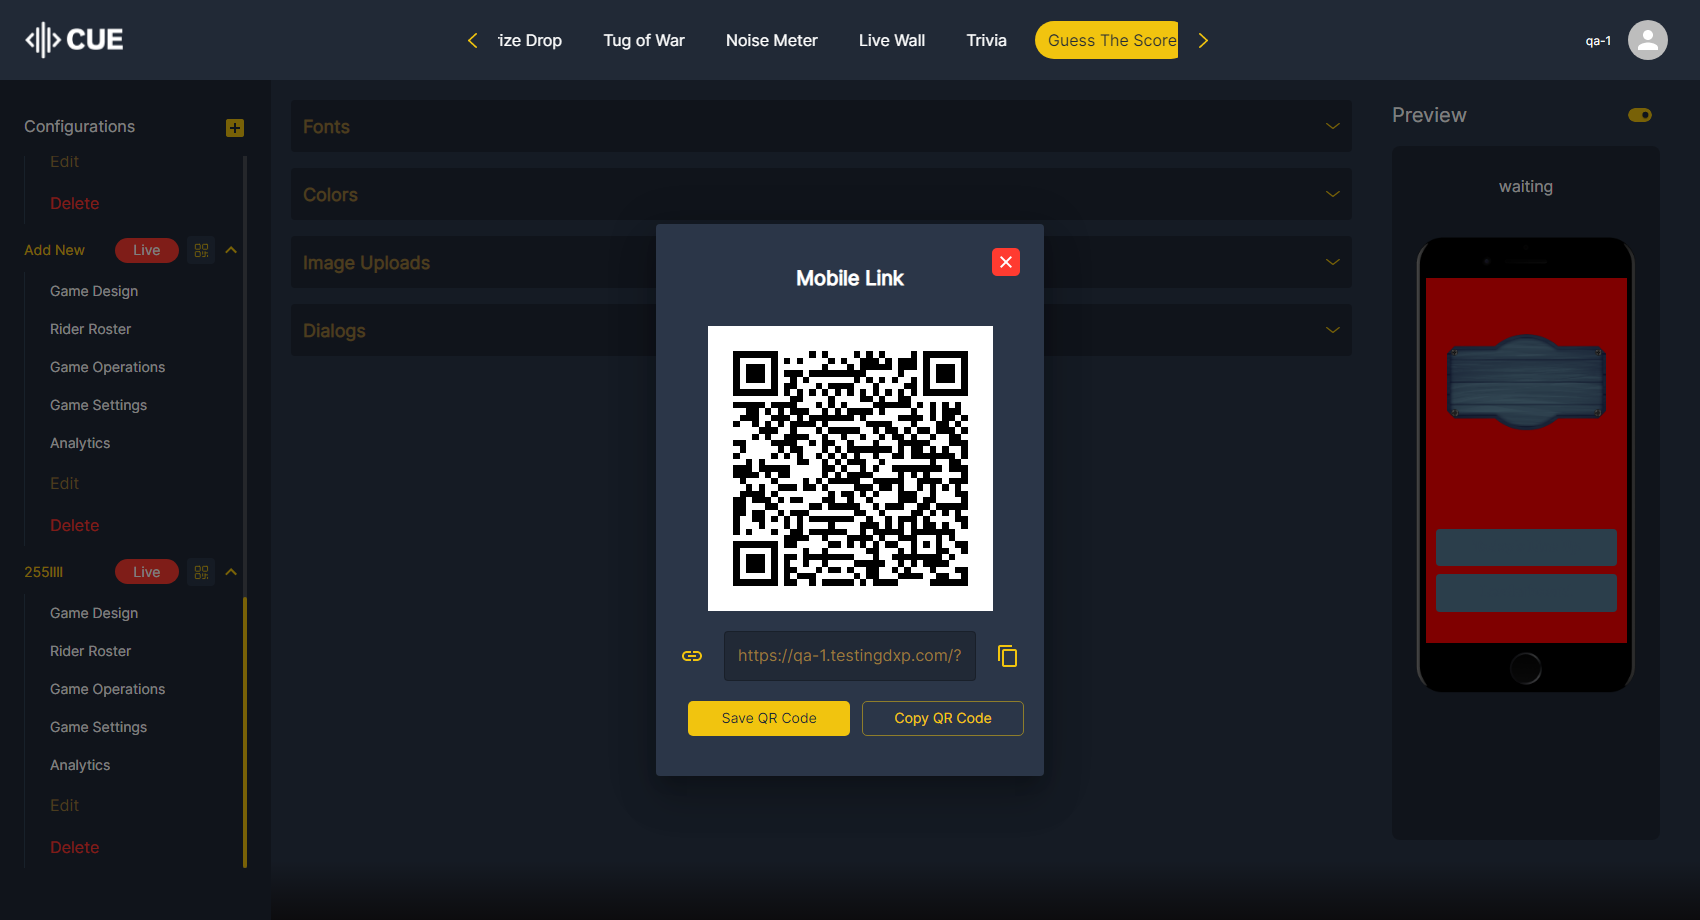 CUE
ize Drop
Tug of War
Noise Meter
Live Wall
Trivia
Guess The Score
qa-1
Configurations
Edit
Delete
Add New
Live
Game Design
Rider Roster
Game Operations
Game Settings
Analytics
Edit
Delete
255llll
Live
Game Design
Rider Roster
Game Operations
Game Settings
Analytics
Edit
Delete
Fonts
Colors
Image Uploads
Dialogs
Mobile Link
https://qa-1.testingdxp.com/?
Save QR Code
Copy QR Code
Preview
waiting